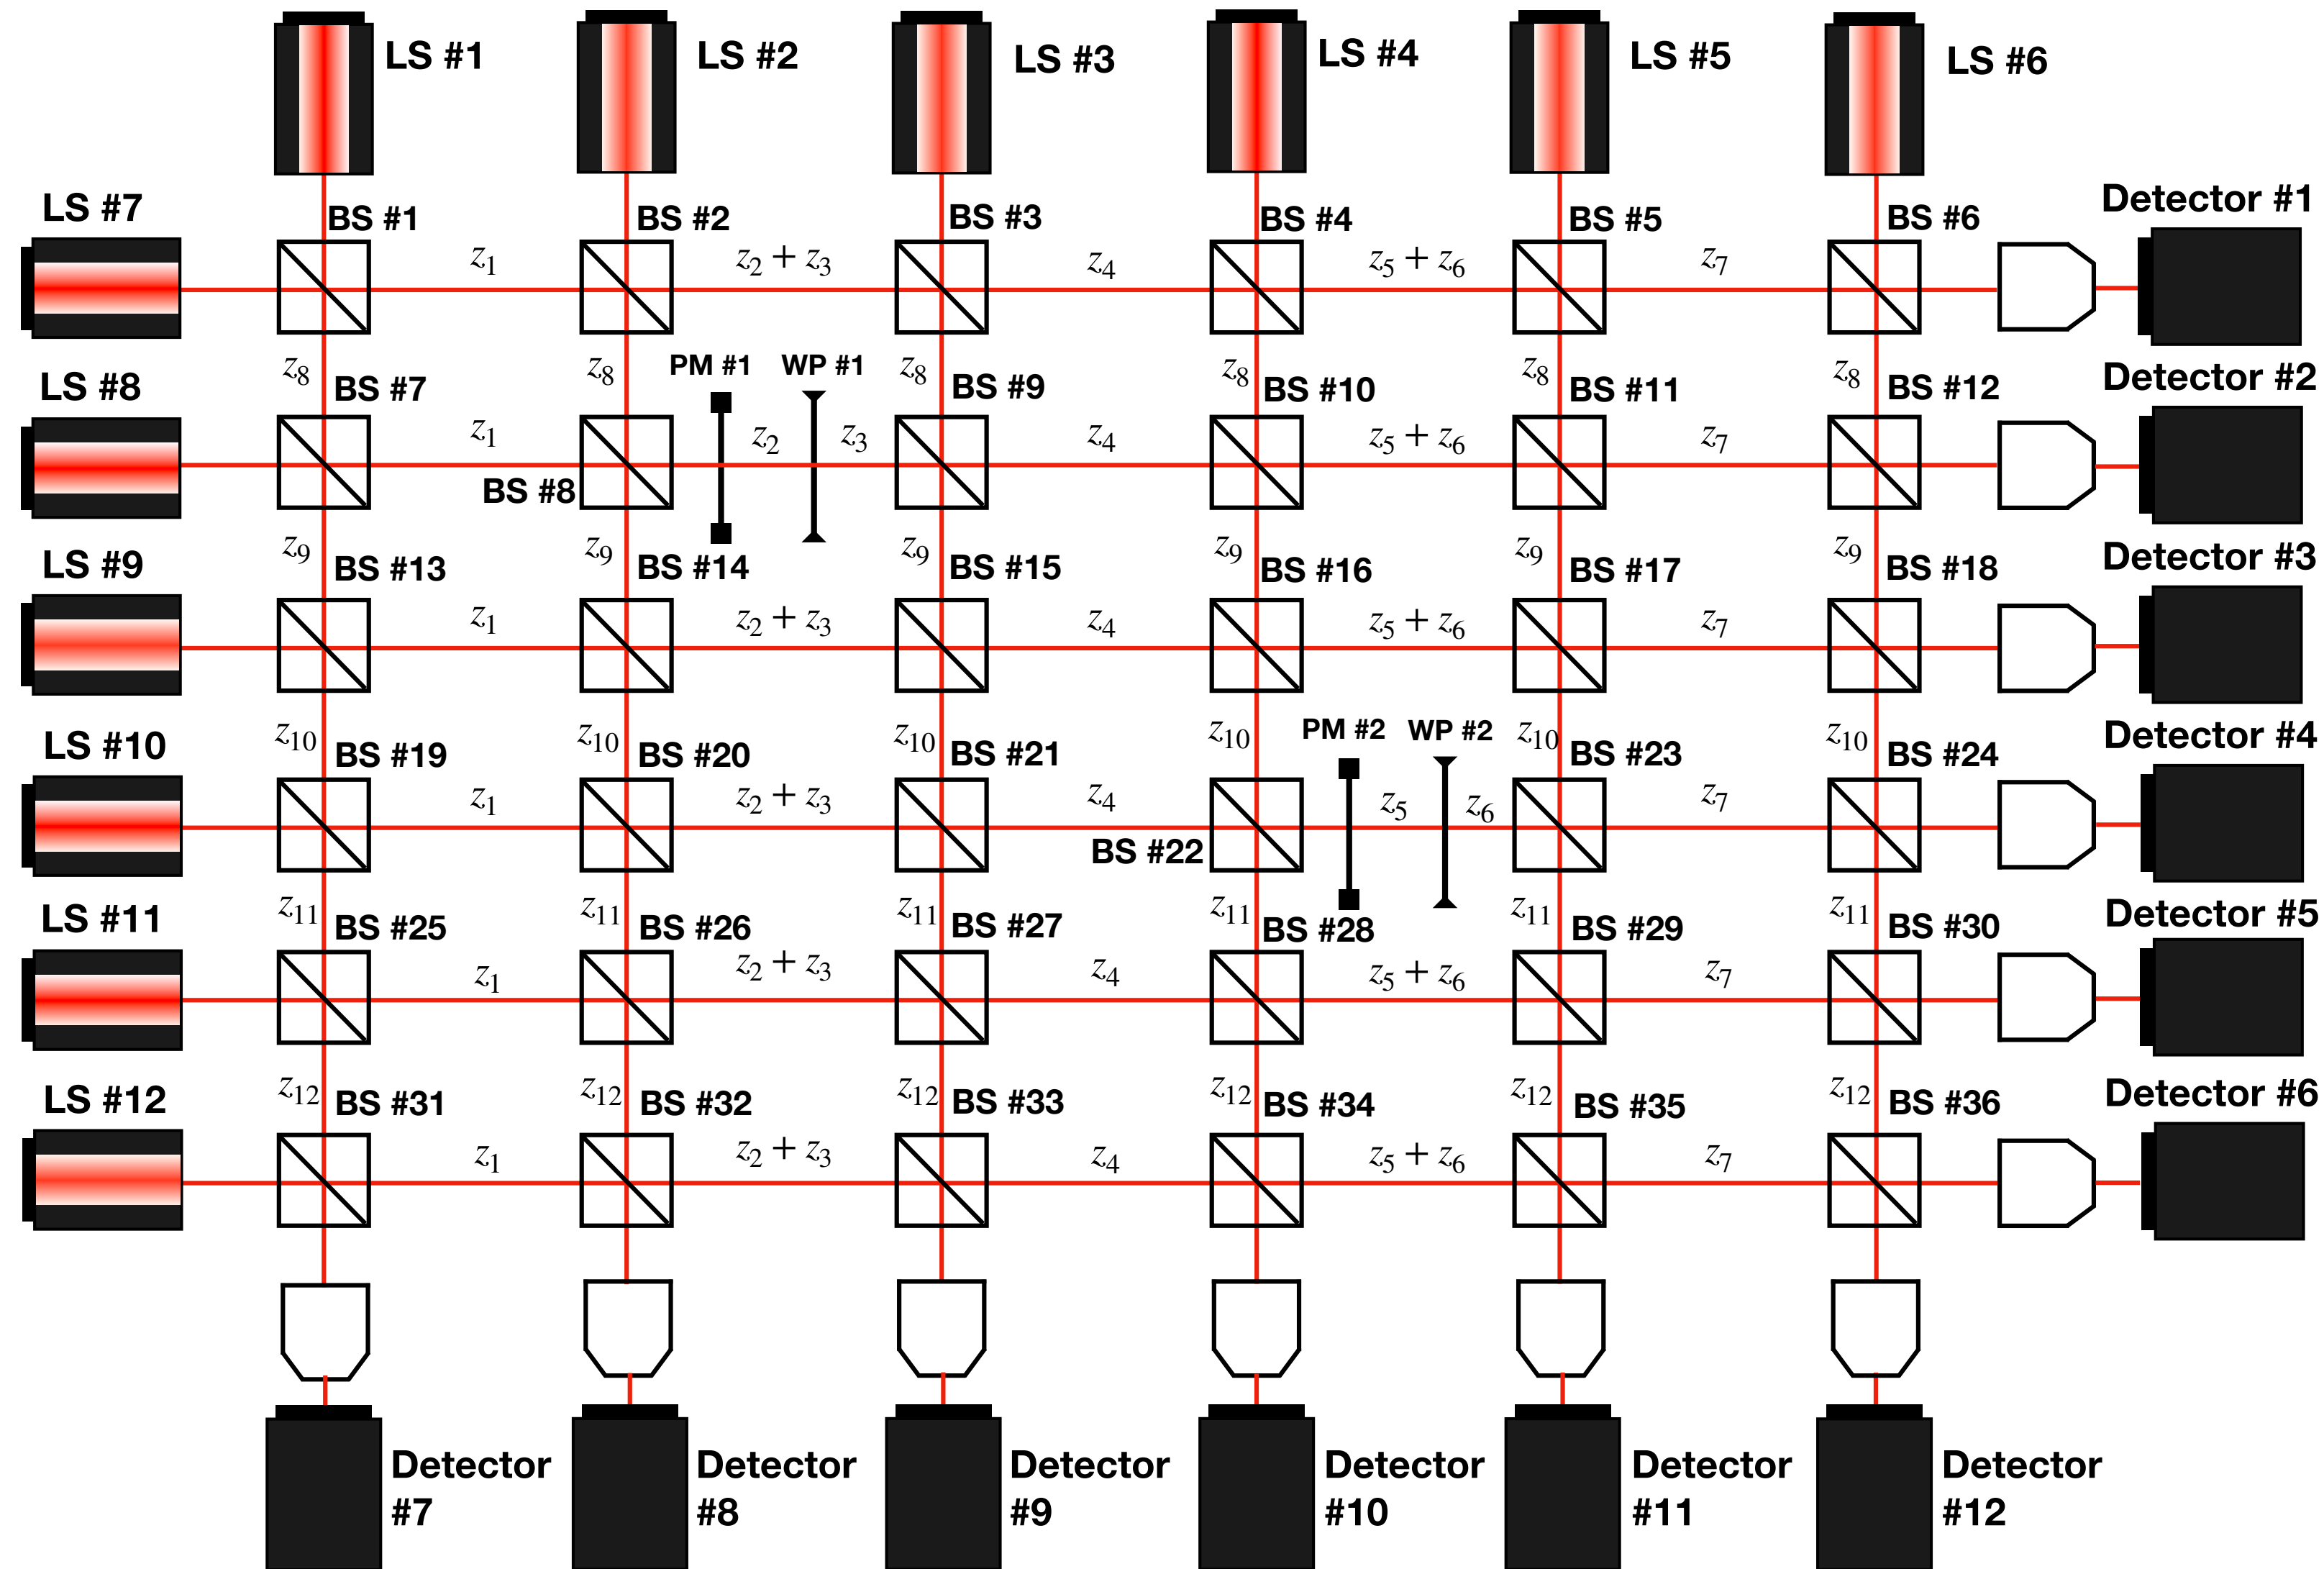 LS #1
LS #2
LS #3
LS #4
LS #5
LS #6
LS #7
BS #1
BS #2
BS #3
BS #4
BS #5
BS #6
Detector #1
z₁
z₂ + z₃
z₄
z₅ + z₆
z₇
LS #8
z₈
z₈
PM #1
WP #1
z₈
z₈
z₈
z₈
BS #7
BS #9
BS #10
BS #11
BS #12
Detector #2
z₁
z₂
z₃
z₄
z₅ + z₆
z₇
BS #8
LS #9
z₉
z₉
z₉
z₉
z₉
z₉
BS #13
BS #14
BS #15
BS #16
BS #17
BS #18
Detector #3
z₁
z₂ + z₃
z₄
z₅ + z₆
z₇
LS #10
z₁₀
z₁₀
z₁₀
z₁₀
PM #2
WP #2
z₁₀
z₁₀
BS #19
BS #20
BS #21
BS #23
BS #24
Detector #4
z₁
z₂ + z₃
z₄
z₅
z₆
z₇
BS #22
LS #11
z₁₁
z₁₁
z₁₁
z₁₁
z₁₁
z₁₁
BS #25
BS #26
BS #27
BS #28
BS #29
BS #30
Detector #5
z₁
z₂ + z₃
z₄
z₅ + z₆
z₇
LS #12
z₁₂
z₁₂
z₁₂
z₁₂
z₁₂
z₁₂
BS #31
BS #32
BS #33
BS #34
BS #35
BS #36
Detector #6
z₁
z₂ + z₃
z₄
z₅ + z₆
z₇
Detector
#7
Detector
#8
Detector
#9
Detector
#10
Detector
#11
Detector
#12